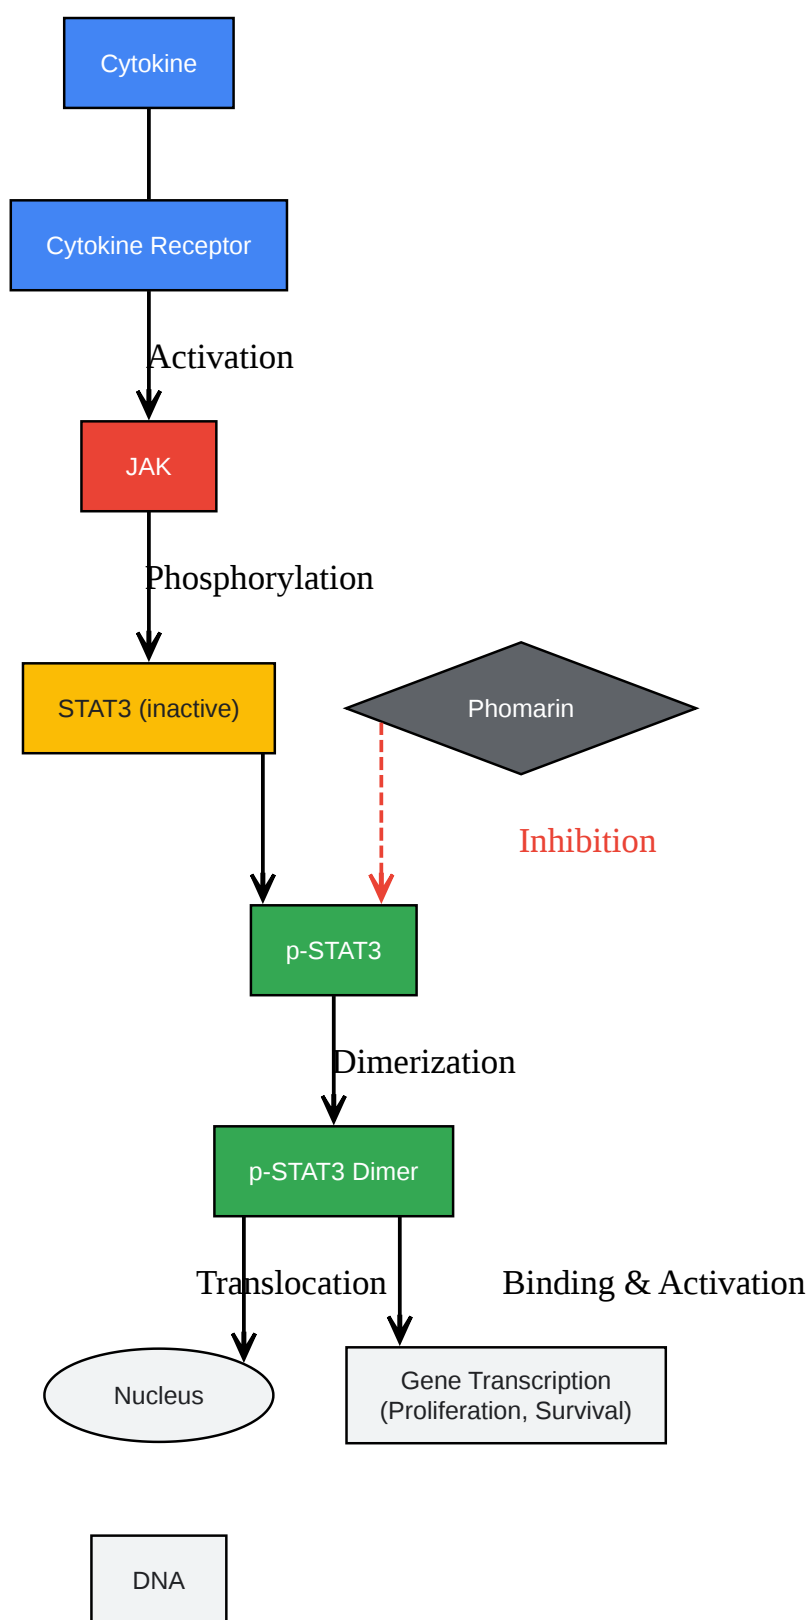 Cytokine
Cytokine Receptor
Activation
JAK
Phosphorylation
STAT3 (inactive)
Phomarin
Inhibition
p-STAT3
Dimerization
p-STAT3 Dimer
Translocation
Binding & Activation
Nucleus
Gene Transcription
(Proliferation, Survival)
DNA